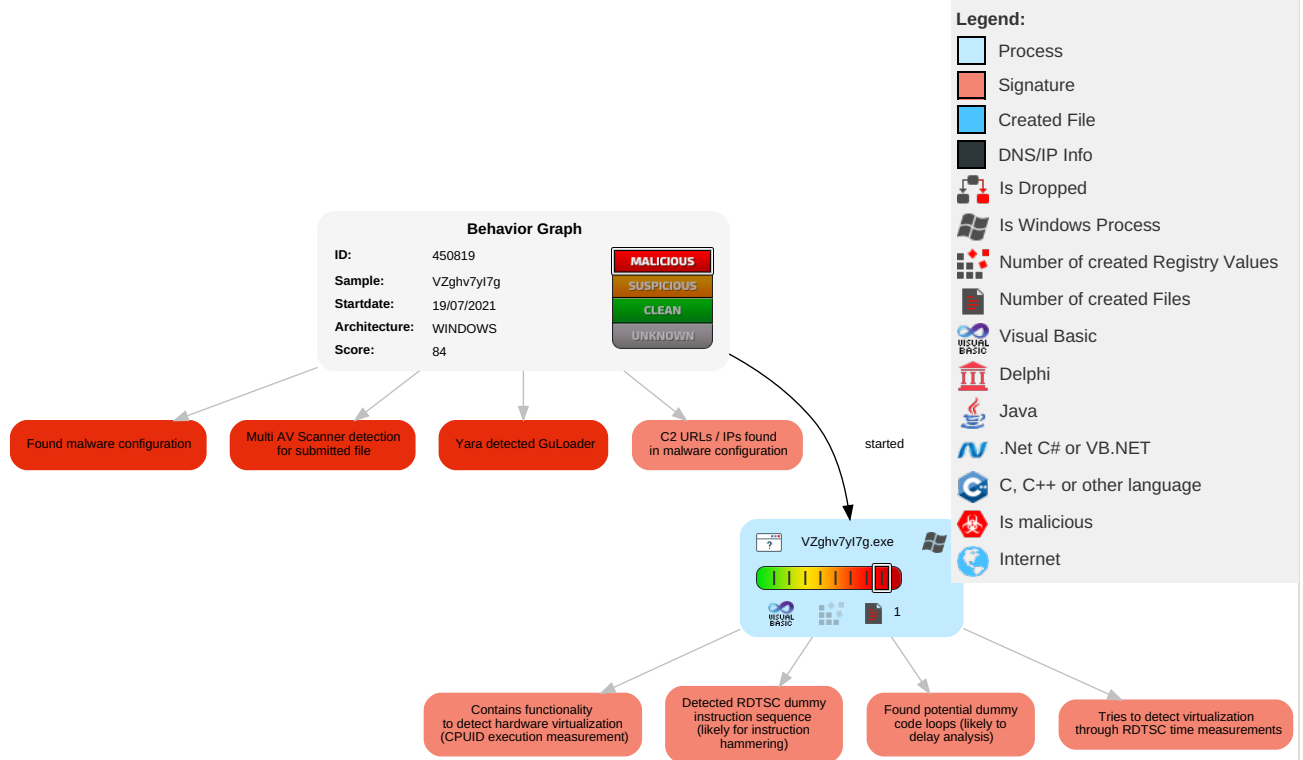 Legend:
Process
Signature
Created File
DNS/IP Info
Is Dropped
Is Windows Process
Number of created Registry Values
Number of created Files
VISUAL
BASIC
Visual Basic
Delphi
Java
.Net C# or VB.NET
C, C++ or other language
Is malicious
Internet
Behavior Graph
ID: 450819
Sample: VZghv7yI7g
Startdate: 19/07/2021
Architecture: WINDOWS
Score: 84
MALICIOUS
SUSPICIOUS
CLEAN
UNKNOWN
Found malware configuration
Multi AV Scanner detection
for submitted file
Yara detected GuLoader
C2 URLs / IPs found
in malware configuration
started
VZghv7yI7g.exe
?
VISUAL
BASIC
1
Contains functionality
to detect hardware virtualization
(CPUID execution measurement)
Detected RDTSC dummy
instruction sequence
(likely for instruction
hammering)
Found potential dummy
code loops (likely to
delay analysis)
Tries to detect virtualization
through RDTSC time measurements